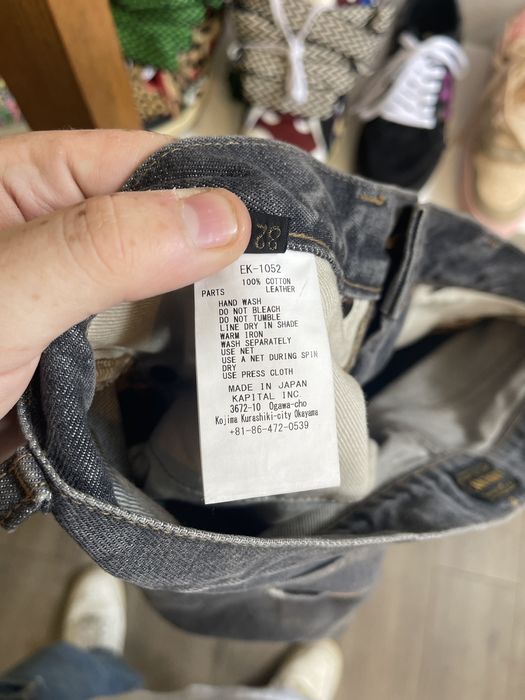 EK-1052
100% COTTON
PARTS LEATHER
HAND WASH
DO NOT BLEACH
DO NOT TUMBLE
LINE DRY IN SHADE
WARM IRON
WASH SEPARATELY
USE NET
USE A NET DURING SPIN
DRY
USE PRESS CLOTH
MADE IN JAPAN
KAPITAL INC.
3672-10 Ogawa-cho
Kojima Kurashiki-city Okayama
+81-86-472-0539